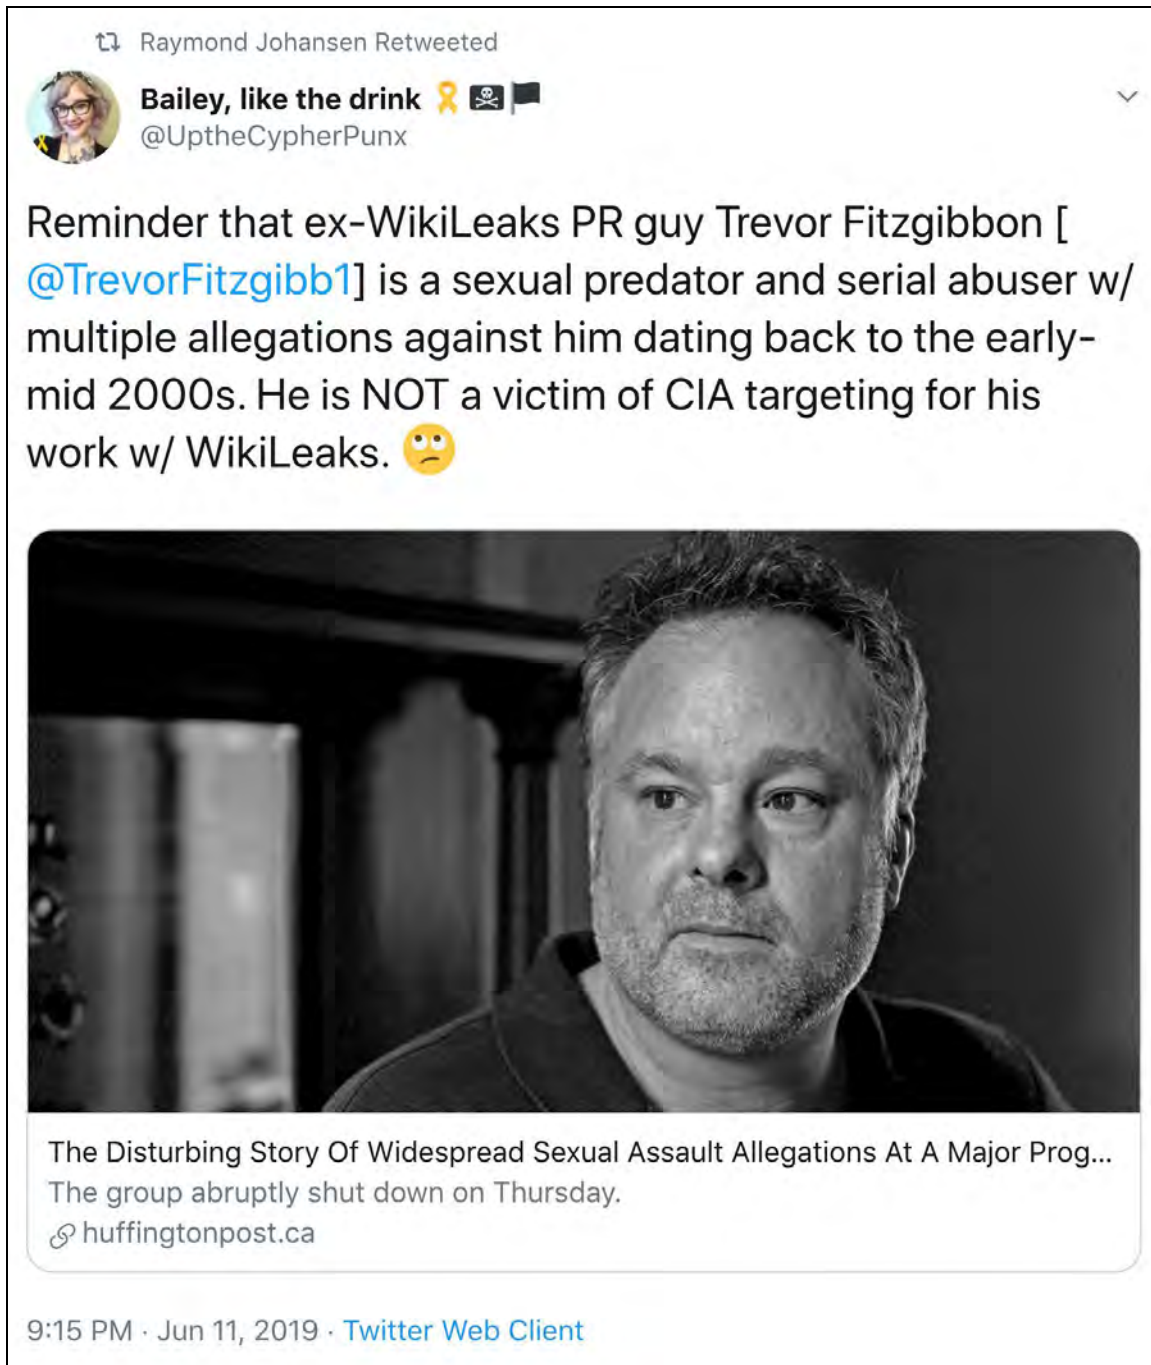 Raymond Johansen Retweeted
Bailey, like the drink 🎗️🏴‍☠️🏴
@UptheCypherPunx
Reminder that ex-WikiLeaks PR guy Trevor Fitzgibbon [
@TrevorFitzgibb1] is a sexual predator and serial abuser w/
multiple allegations against him dating back to the early-
mid 2000s. He is NOT a victim of CIA targeting for his
work w/ WikiLeaks. 🙄
The Disturbing Story Of Widespread Sexual Assault Allegations At A Major Prog...
The group abruptly shut down on Thursday.
huffingtonpost.ca
9:15 PM · Jun 11, 2019 · Twitter Web Client